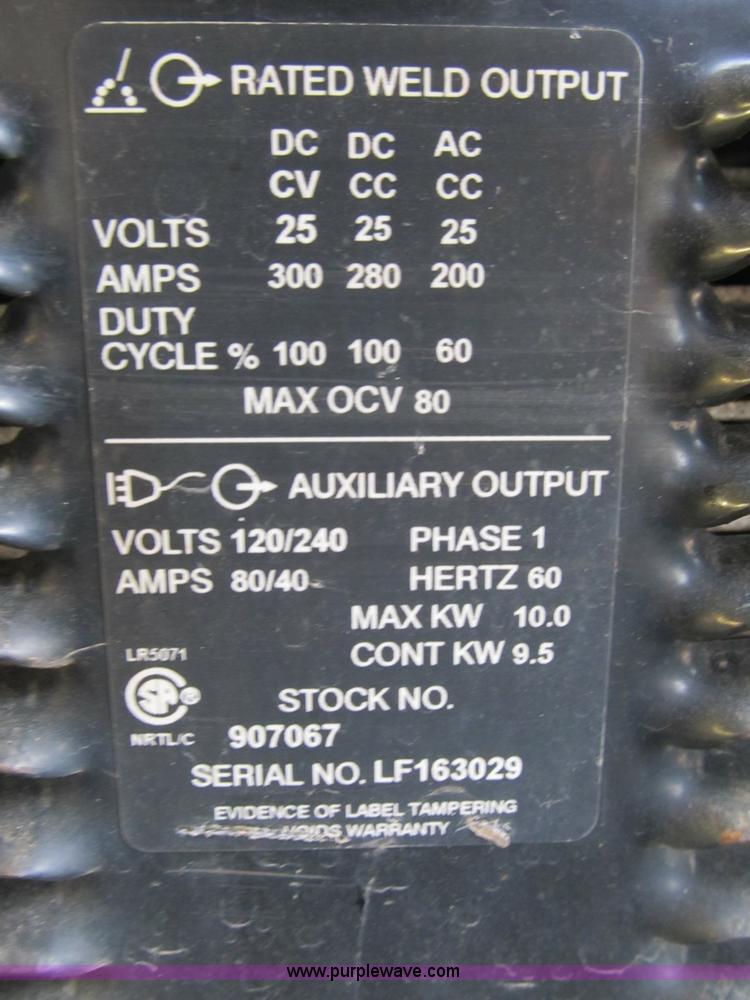 RATED WELD OUTPUT
DC DC AC
CV CC CC
VOLTS 25 25 25
AMPS 300 280 200
DUTY
CYCLE % 100 100 60
MAX OCV 80
AUXILIARY OUTPUT
VOLTS 120/240 PHASE 1
AMPS 80/40 HERTZ 60
MAX KW 10.0
CONT KW 9.5
LR5071
SA®
NRTL/C
STOCK NO.
907067
SERIAL NO. LF163029
EVIDENCE OF LABEL TAMPERING
VOIDS WARRANTY
www.purplewave.com